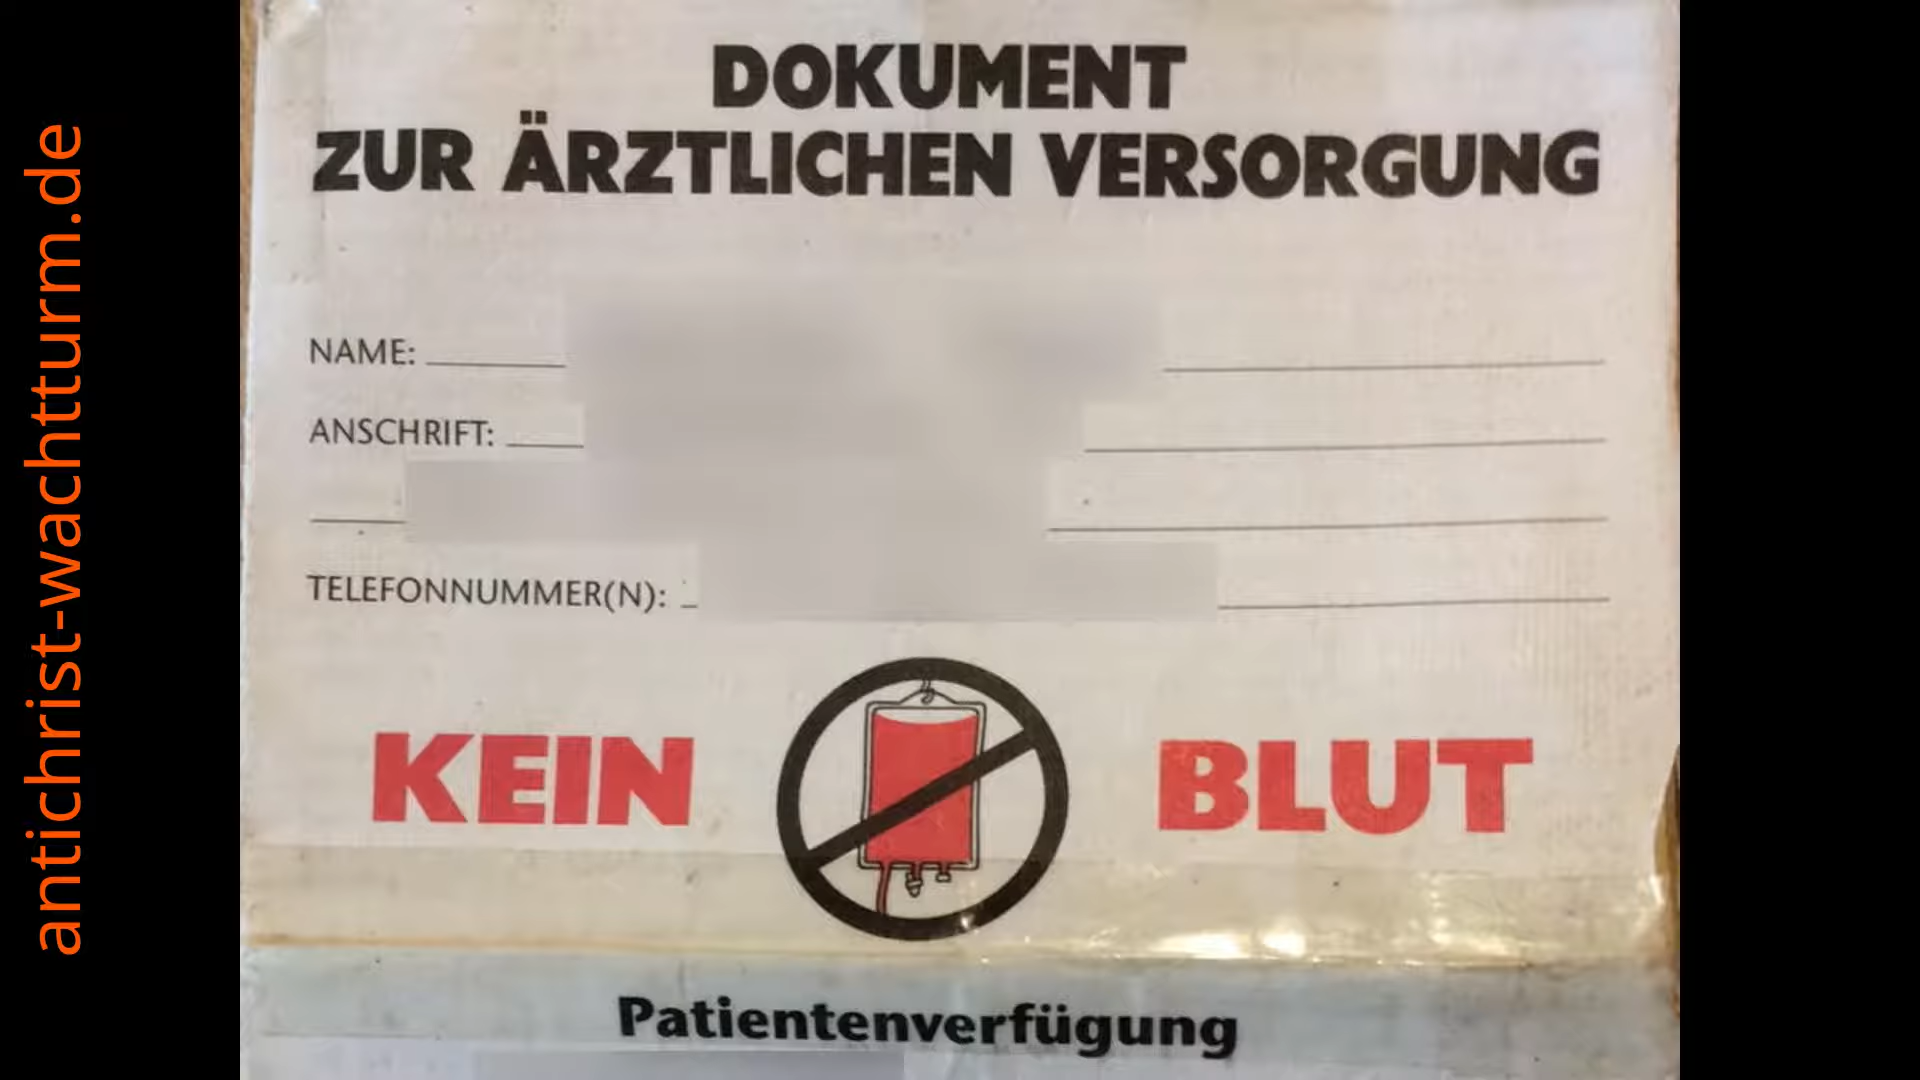 antichrist-wachtturm.de
DOKUMENT
ZUR ÄRZTLICHEN VERSORGUNG
NAME:
ANSCHRIFT:
TELEFONNUMMER(N):
KEIN BLUT
Patientenverfügung